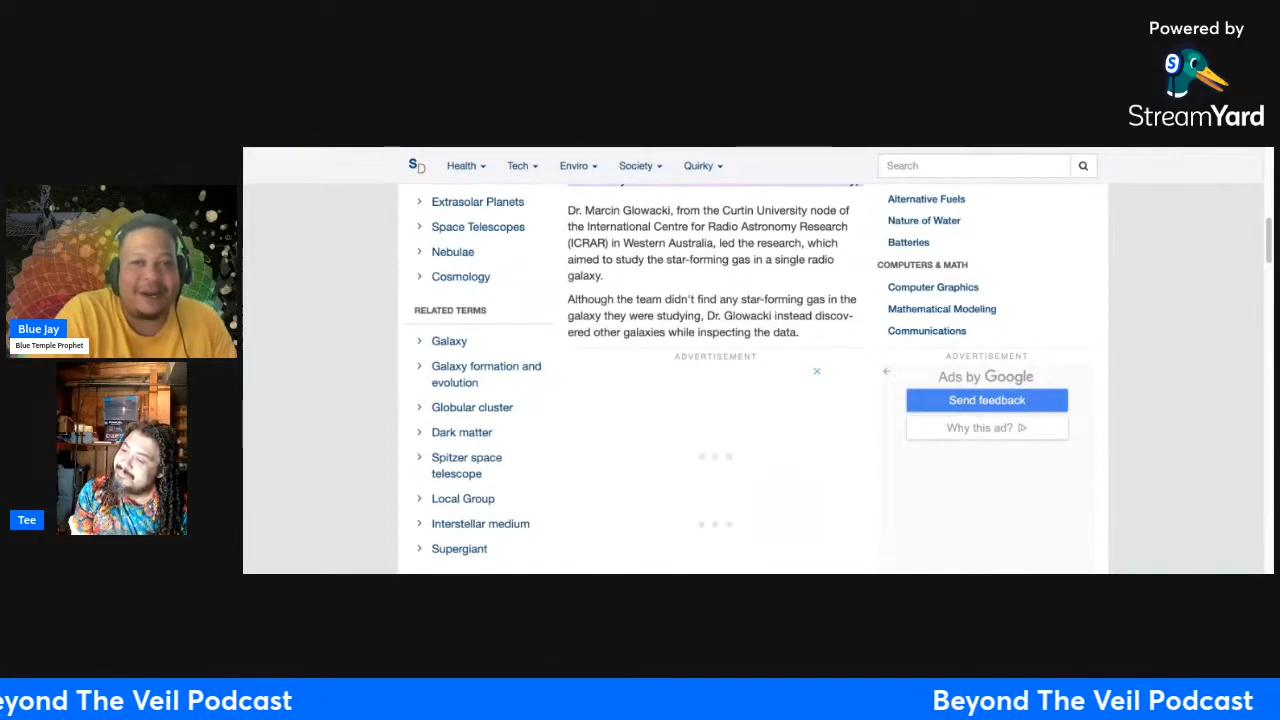 Powered by
StreamYard
S
SD
Health
Tech
Enviro
Society
Quirky
Search
Extrasolar Planets
Space Telescopes
Nebulae
Cosmology
RELATED TERMS
Galaxy
Galaxy formation and
evolution
Globular cluster
Dark matter
Spitzer space
telescope
Local Group
Interstellar medium
Supergiant
Dr. Marcin Glowacki, from the Curtin University node of
the International Centre for Radio Astronomy Research
(ICRAR) in Western Australia, led the research, which
aimed to study the star-forming gas in a single radio
galaxy.
Although the team didn't find any star-forming gas in the
galaxy they were studying, Dr. Glowacki instead discov-
ered other galaxies while inspecting the data.
ADVERTISEMENT
Alternative Fuels
Nature of Water
Batteries
COMPUTERS & MATH
Computer Graphics
Mathematical Modeling
Communications
ADVERTISEMENT
Ads by Google
Send feedback
Why this ad?
Blue Jay
Blue Temple Prophet
Tee
eyond The Veil Podcast
Beyond The Veil Podcast